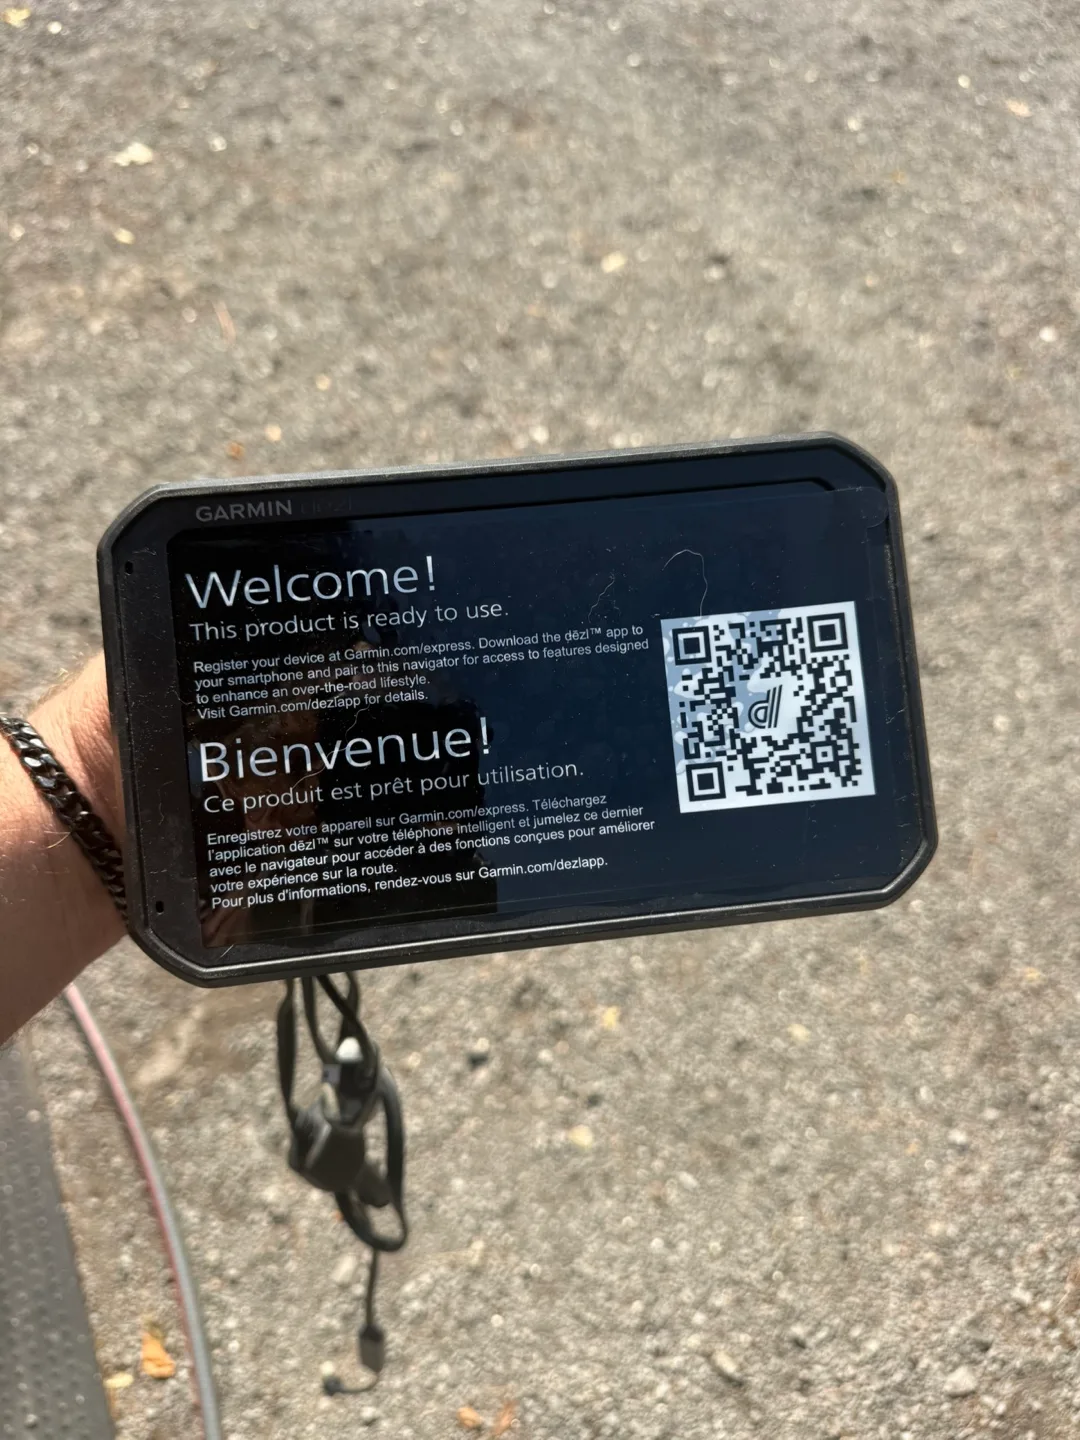 GARMIN
Welcome!
This product is ready to use.
Register your device at Garmin.com/express. Download the dēzl™ app to
your smartphone and pair to this navigator for access to features designed
to enhance an over-the-road lifestyle.
Visit Garmin.com/dezlapp for details.
Bienvenue!
Ce produit est prêt pour utilisation.
Enregistrez votre appareil sur Garmin.com/express. Téléchargez
l'application dēzl™ sur votre téléphone intelligent et jumelez ce dernier
avec le navigateur pour accéder à des fonctions conçues pour améliorer
votre expérience sur la route.
Pour plus d'informations, rendez-vous sur Garmin.com/dezlapp.
d